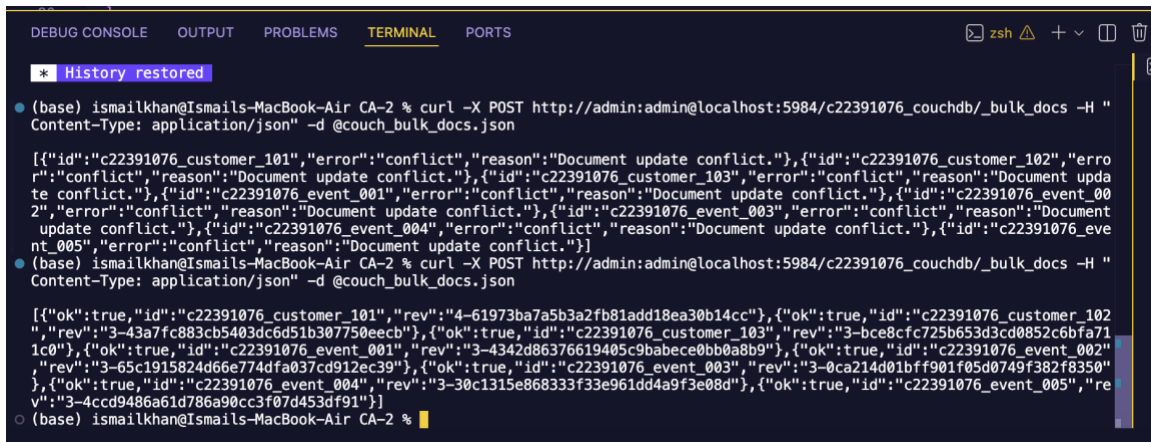 DEBUG CONSOLE OUTPUT PROBLEMS TERMINAL PORTS zsh
* History restored
(base) ismailkhan@Ismails-MacBook-Air CA-2 % curl -X POST http://admin:admin@localhost:5984/c22391076_couchdb/_bulk_docs -H "
Content-Type: application/json" -d @couch_bulk_docs.json
[{"id":"c22391076_customer_101","error":"conflict","reason":"Document update conflict."},{"id":"c22391076_customer_102","erro
r":"conflict","reason":"Document update conflict."},{"id":"c22391076_customer_103","error":"conflict","reason":"Document upda
te conflict."},{"id":"c22391076_event_001","error":"conflict","reason":"Document update conflict."},{"id":"c22391076_event_00
2","error":"conflict","reason":"Document update conflict."},{"id":"c22391076_event_003","error":"conflict","reason":"Document
 update conflict."},{"id":"c22391076_event_004","error":"conflict","reason":"Document update conflict."},{"id":"c22391076_eve
nt_005","error":"conflict","reason":"Document update conflict."}]
(base) ismailkhan@Ismails-MacBook-Air CA-2 % curl -X POST http://admin:admin@localhost:5984/c22391076_couchdb/_bulk_docs -H "
Content-Type: application/json" -d @couch_bulk_docs.json
[{"ok":true,"id":"c22391076_customer_101","rev":"4-61973ba7a5b3a2fb81add18ea30b14cc"},{"ok":true,"id":"c22391076_customer_102
","rev":"3-43a7fc883cb5403dc6d51b307750eecb"},{"ok":true,"id":"c22391076_customer_103","rev":"3-bce8cfc725b653d3cd0852c6bfa71
1c0"},{"ok":true,"id":"c22391076_event_001","rev":"3-4342d86376619405c9babece0bb0a8b9"},{"ok":true,"id":"c22391076_event_002"
,"rev":"3-65c1915824d66e774dfa037cd912ec39"},{"ok":true,"id":"c22391076_event_003","rev":"3-0ca214d01bff901f05d0749f382f8350"
},{"ok":true,"id":"c22391076_event_004","rev":"3-30c1315e868333f33e961dd4a9f3e08d"},{"ok":true,"id":"c22391076_event_005","re
v":"3-4ccd9486a61d786a90cc3f07d453df91"}]
(base) ismailkhan@Ismails-MacBook-Air CA-2 %